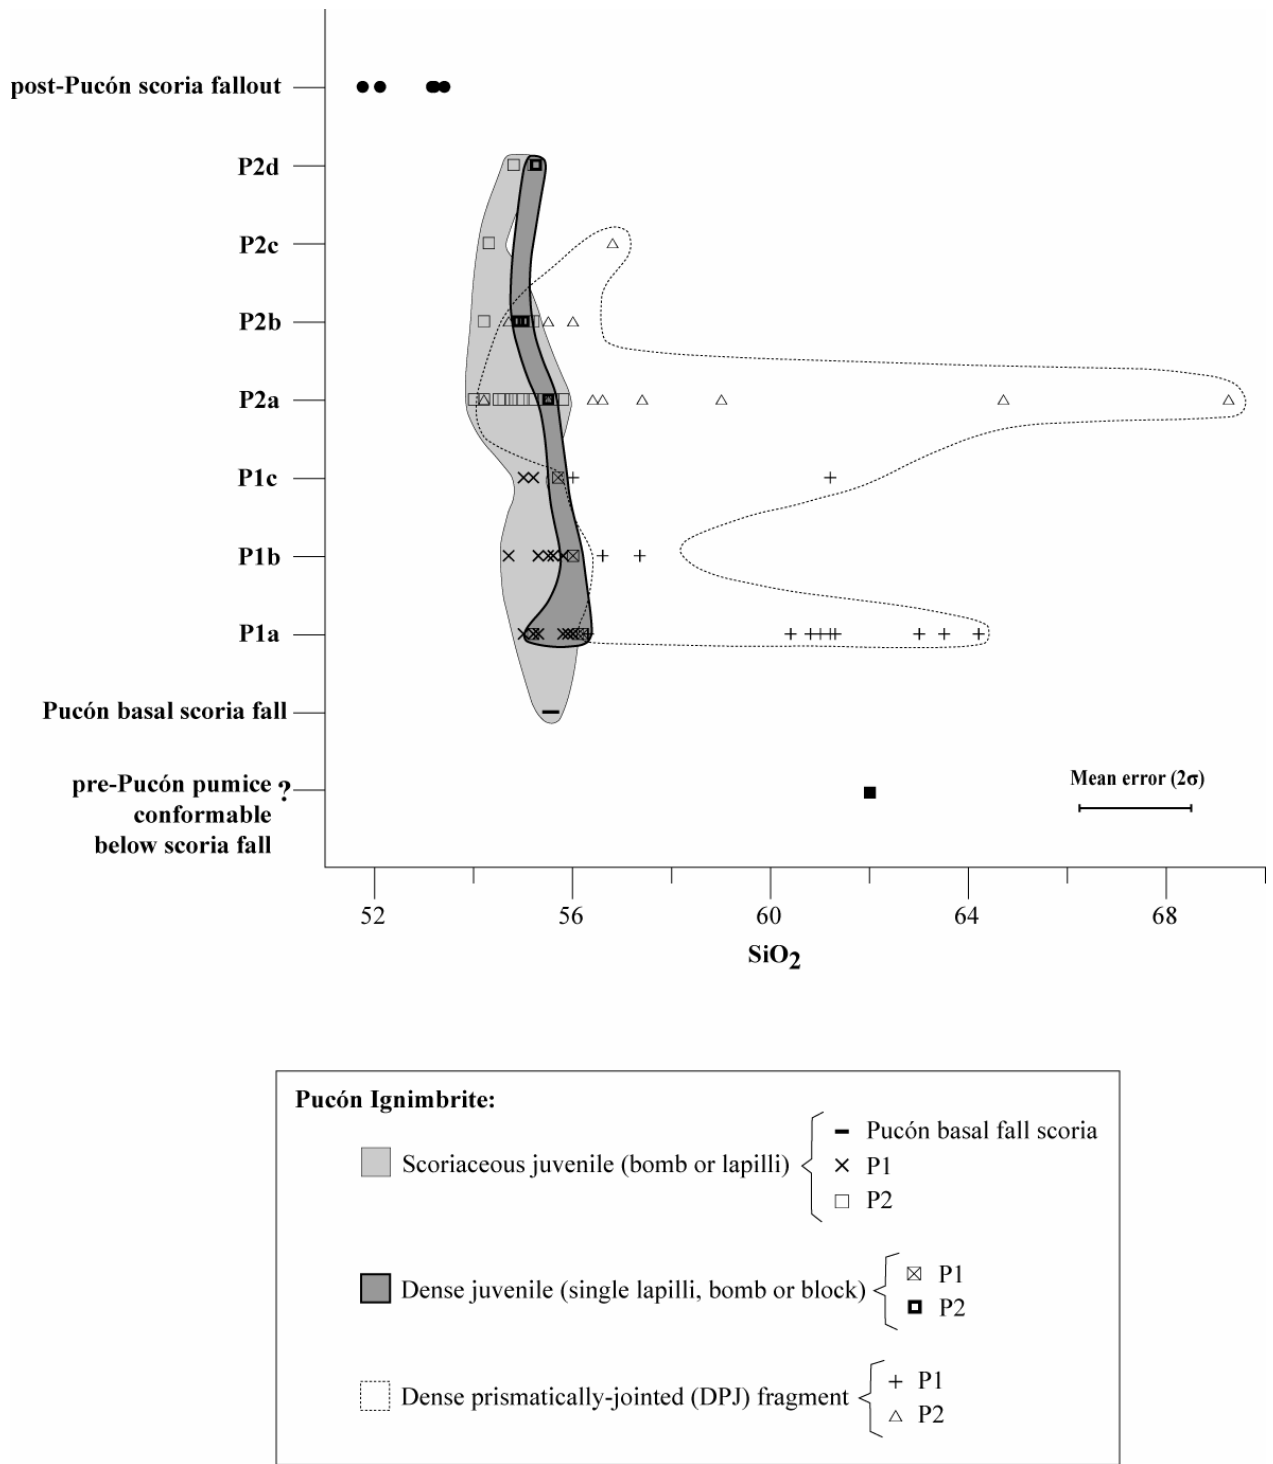 post-Pucón scoria fallout
P2d
P2c
P2b
P2a
P1c
P1b
P1a
Pucón basal scoria fall
pre-Pucón pumice ?
conformable
below scoria fall
Mean error (2σ)
52 56 60 64 68
SiO2
Pucón Ignimbrite:
Scoriaceous juvenile (bomb or lapilli)
Pucón basal fall scoria
P1
P2
Dense juvenile (single lapilli, bomb or block)
P1
P2
Dense prismatically-jointed (DPJ) fragment
P1
P2